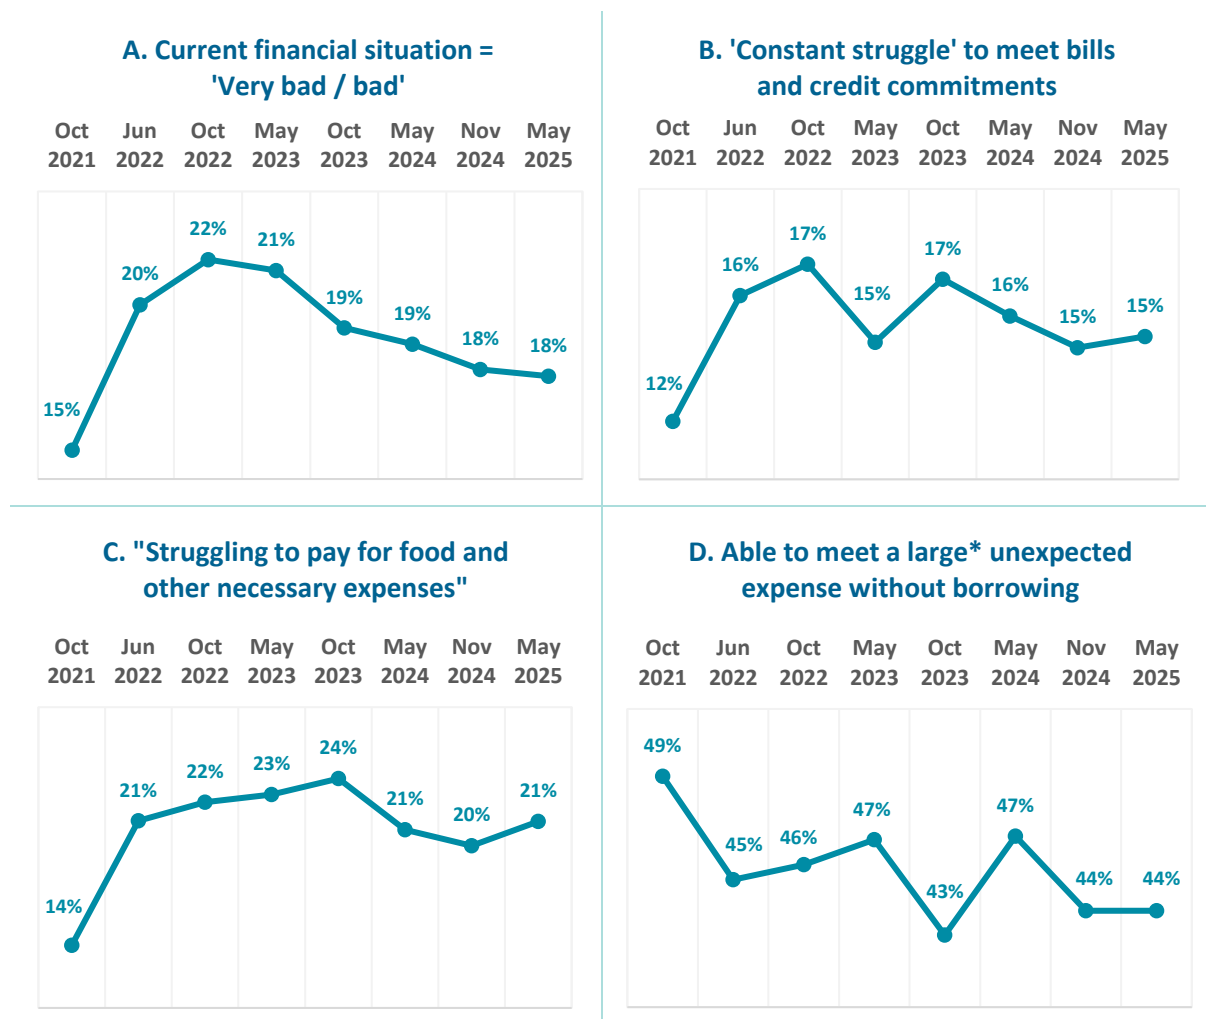 A. Current financial situation =
'Very bad / bad'
Oct Jun Oct May Oct May Nov May
2021 2022 2022 2023 2023 2024 2024 2025
15% 20% 22% 21% 19% 19% 18% 18%
B. 'Constant struggle' to meet bills
and credit commitments
Oct Jun Oct May Oct May Nov May
2021 2022 2022 2023 2023 2024 2024 2025
12% 16% 17% 15% 17% 16% 15% 15%
C. "Struggling to pay for food and
other necessary expenses"
Oct Jun Oct May Oct May Nov May
2021 2022 2022 2023 2023 2024 2024 2025
14% 21% 22% 23% 24% 21% 20% 21%
D. Able to meet a large* unexpected
expense without borrowing
Oct Jun Oct May Oct May Nov May
2021 2022 2022 2023 2023 2024 2024 2025
49% 45% 46% 47% 43% 47% 44% 44%